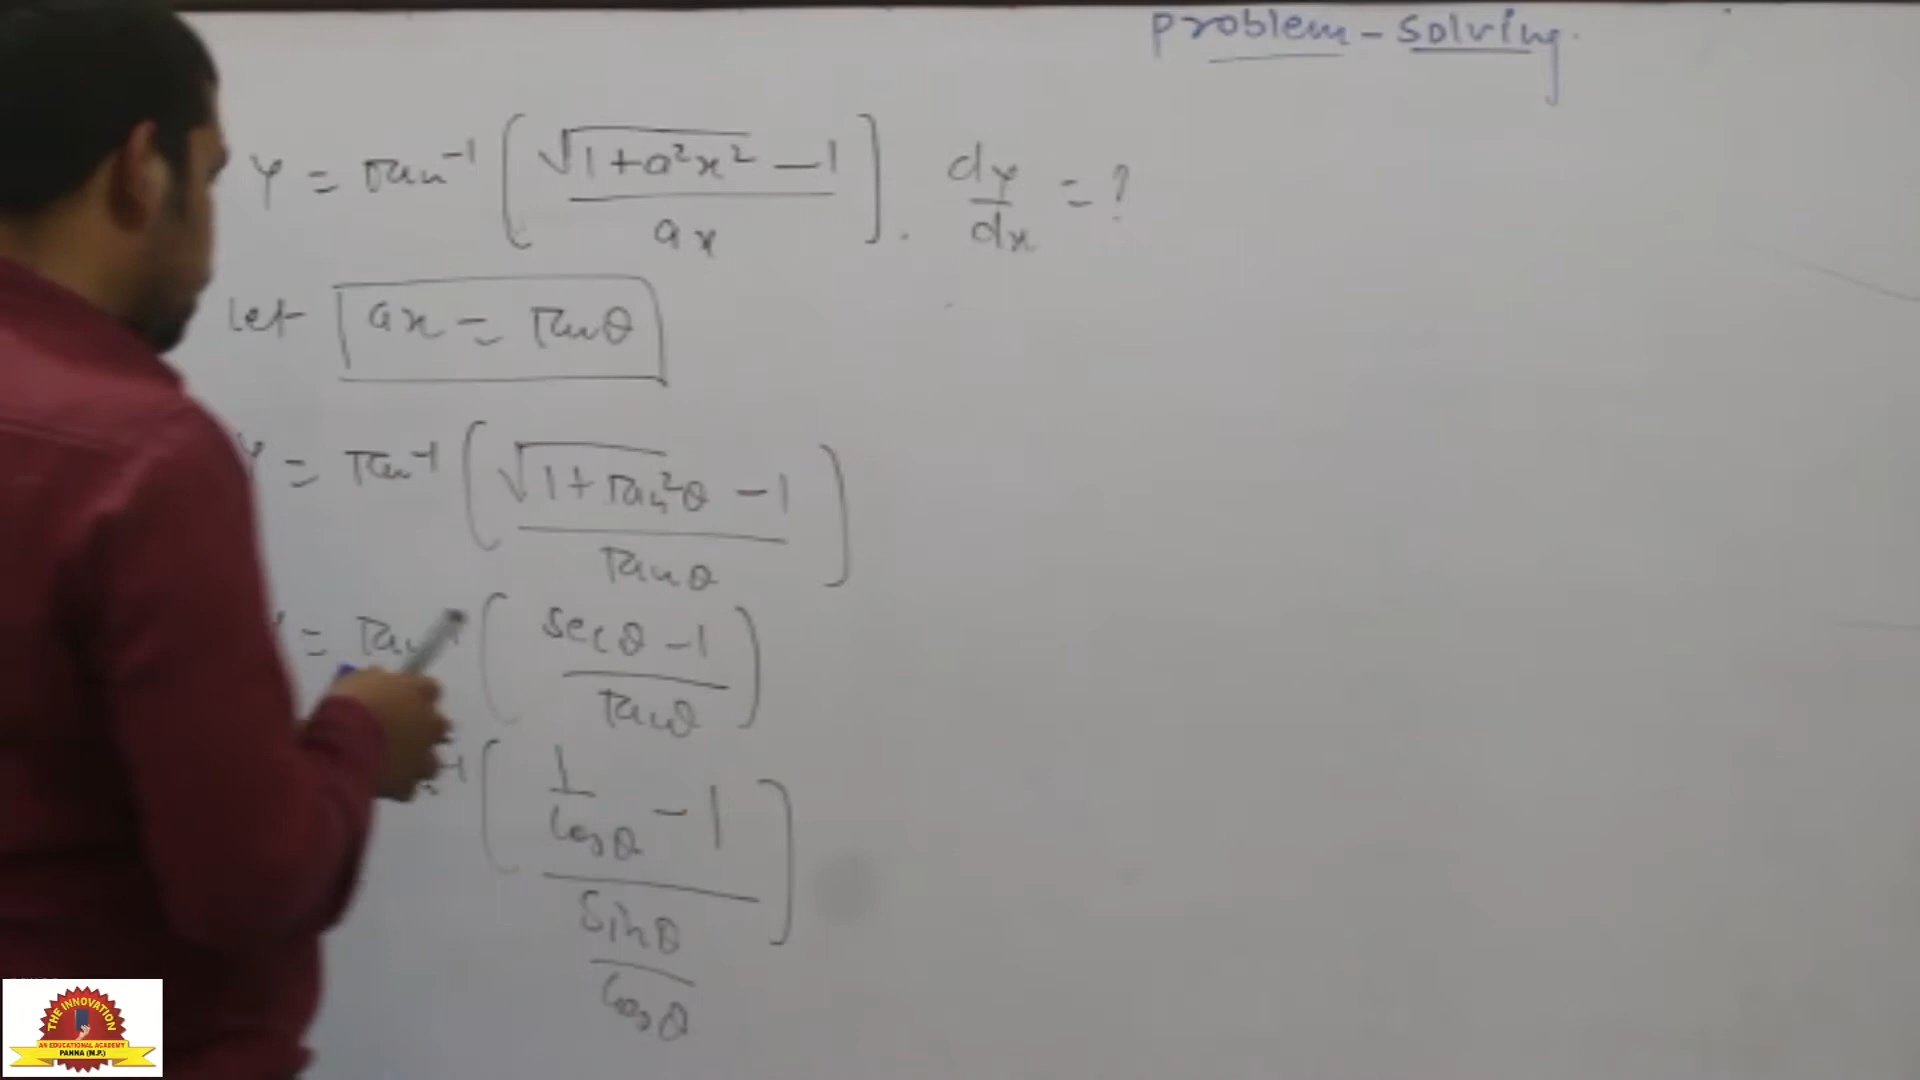 problem - solving.
y = tan⁻¹ [ (√(1+a²x²) - 1) / ax ]. dy/dx = ?
Let ax = tanθ
y = tan⁻¹ ( (√(1+tan²θ) - 1) / tanθ )
= tan⁻¹ ( (secθ - 1) / tanθ )
⁻¹ ( (1/cosθ - 1) / (sinθ/cosθ) )
THE INNOVATION
AN EDUCATIONAL ACADEMY
PANNA (M.P.)